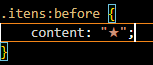 .itens:before {
content: "★";
}